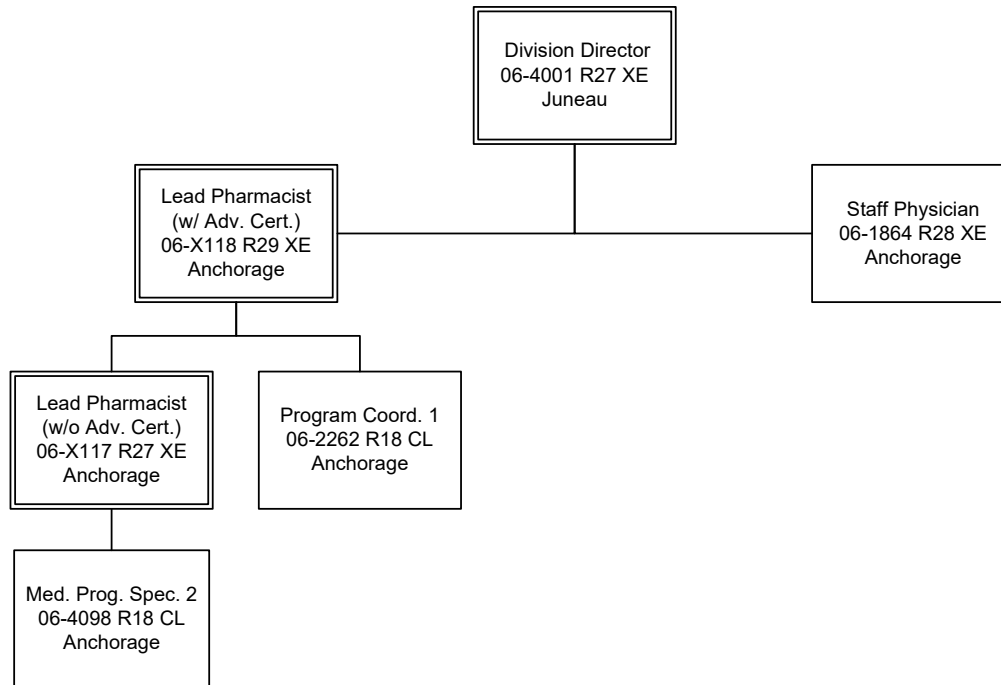 Division Director
06-4001 R27 XE
Juneau
Lead Pharmacist
(w/ Adv. Cert.)
06-X118 R29 XE
Anchorage
Staff Physician
06-1864 R28 XE
Anchorage
Lead Pharmacist
(w/o Adv. Cert.)
06-X117 R27 XE
Anchorage
Program Coord. 1
06-2262 R18 CL
Anchorage
Med. Prog. Spec. 2
06-4098 R18 CL
Anchorage